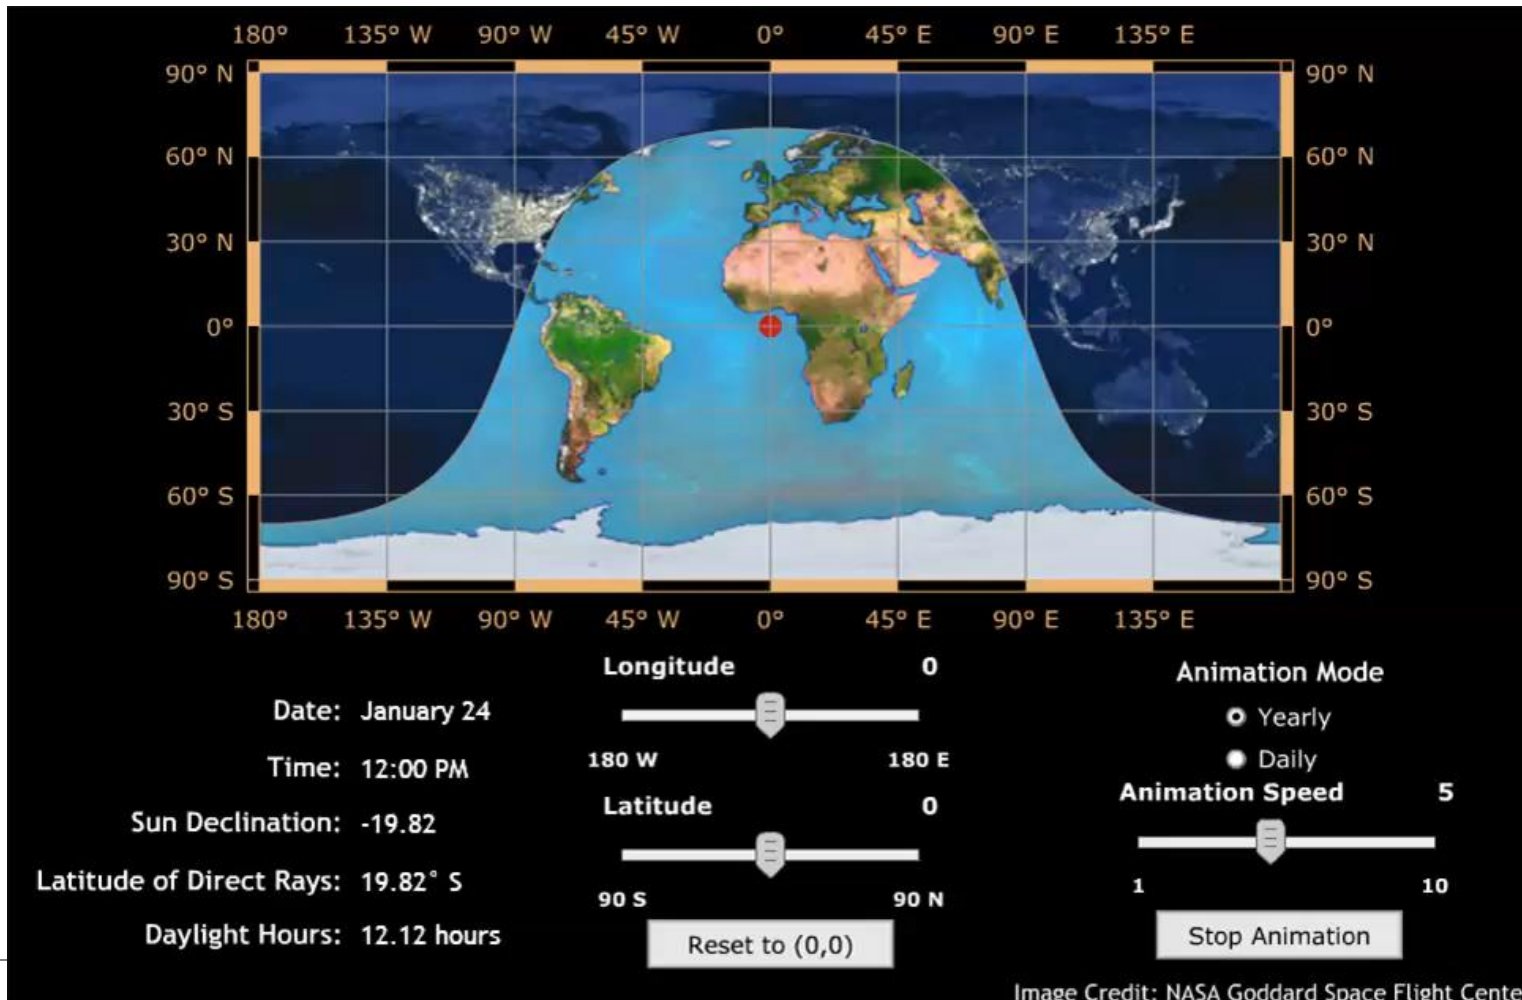 180° 135° W 90° W 45° W 0° 45° E 90° E 135° E
90° N 90° N
60° N 60° N
30° N 30° N
0° 0°
30° S 30° S
60° S 60° S
90° S 90° S
180° 135° W 90° W 45° W 0° 45° E 90° E 135° E
Longitude 0
180 W 180 E
Latitude 0
90 S 90 N
Reset to (0,0)
Date: January 24
Time: 12:00 PM
Sun Declination: -19.82
Latitude of Direct Rays: 19.82° S
Daylight Hours: 12.12 hours
Animation Mode
Yearly
Daily
Animation Speed 5
1 10
Stop Animation
Image Credit: NASA Goddard Space Flight Cente